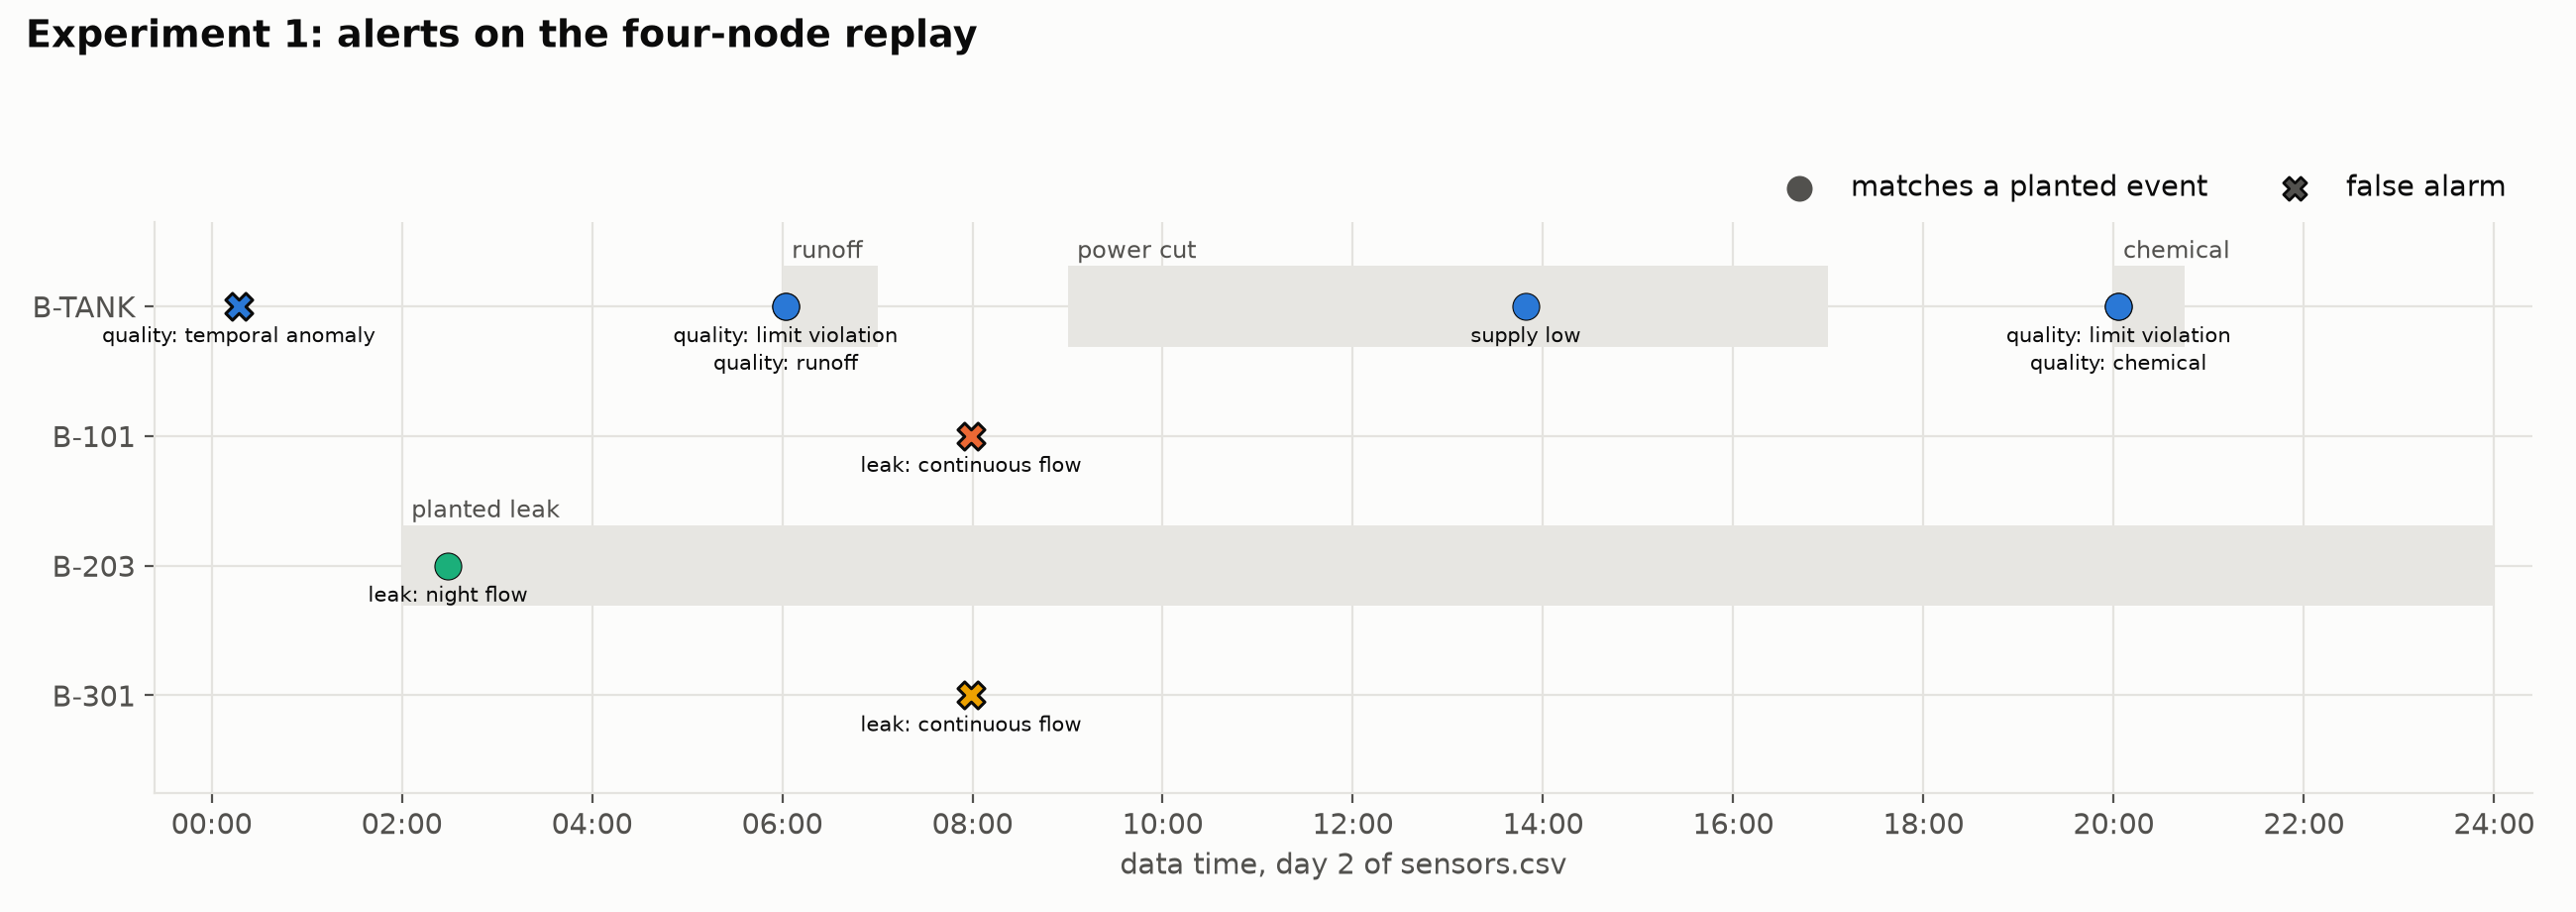 Experiment 1: alerts on the four-node replay
matches a planted event
false alarm
runoff
power cut
chemical
B-TANK
quality: temporal anomaly
quality: limit violation
quality: runoff
supply low
quality: limit violation
quality: chemical
B-101
leak: continuous flow
planted leak
B-203
leak: night flow
B-301
leak: continuous flow
00:00 02:00 04:00 06:00 08:00 10:00 12:00 14:00 16:00 18:00 20:00 22:00 24:00
data time, day 2 of sensors.csv